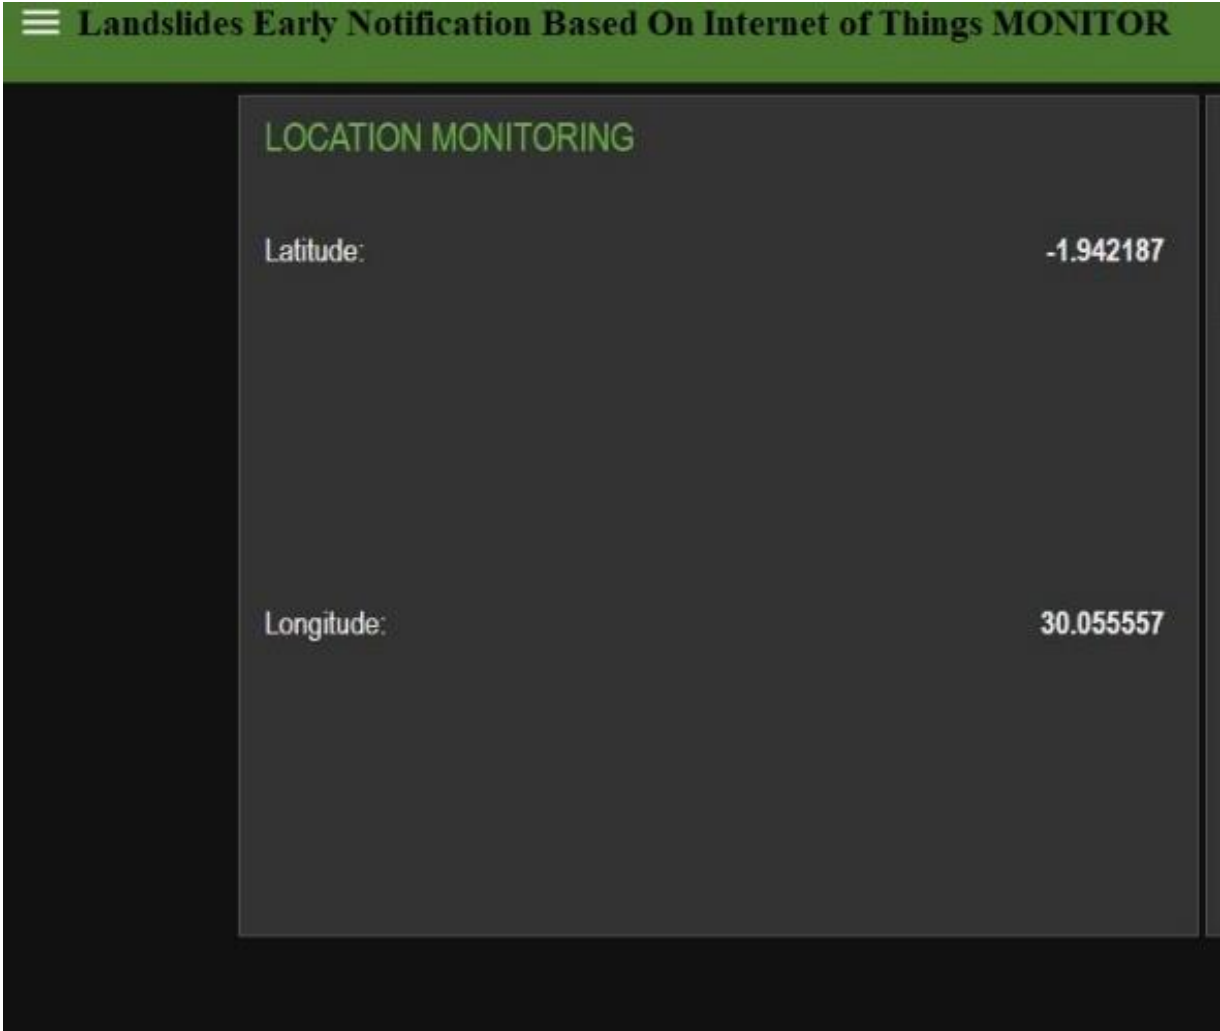 Landslides Early Notification Based On Internet of Things MONITOR
LOCATION MONITORING
Latitude: -1.942187
Longitude: 30.055557